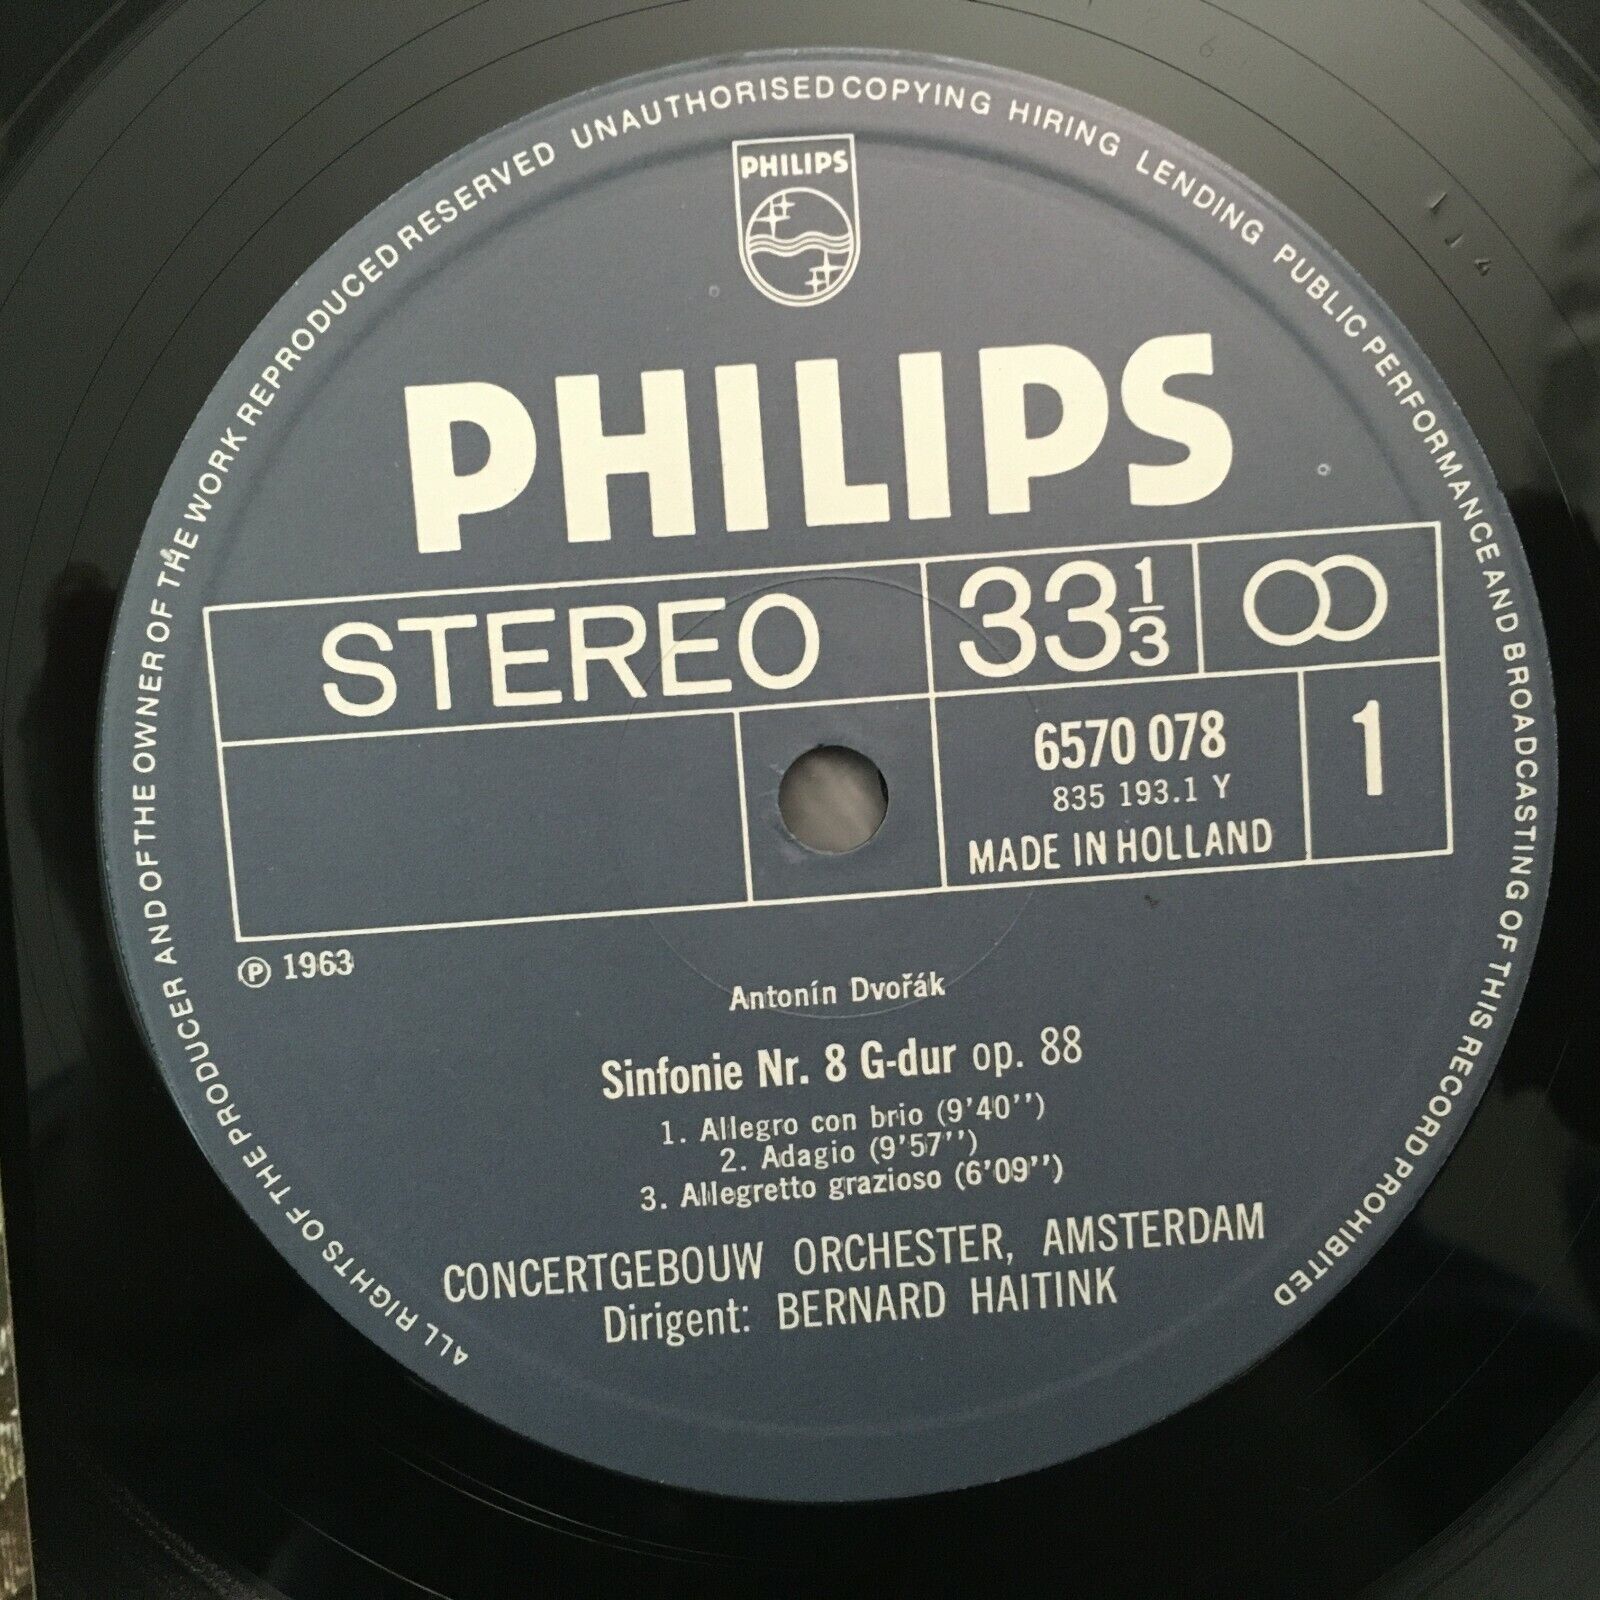 ALL RIGHTS OF THE PRODUCER AND OF THE OWNER OF THE WORK REPRODUCED RESERVED UNAUTHORISED COPYING HIRING LENDING PUBLIC PERFORMANCE AND BROADCASTING OF THIS RECORD PROHIBITED
PHILIPS
PHILIPS
STEREO
33 1/3
6570 078
835 193.1 Y
MADE IN HOLLAND
1
Ⓟ 1963
Antonín Dvořák
Sinfonie Nr. 8 G-dur op. 88
1. Allegro con brio (9'40'')
2. Adagio (9'57'')
3. Allegretto grazioso (6'09'')
CONCERTGEBOUW ORCHESTER, AMSTERDAM
Dirigent: BERNARD HAITINK